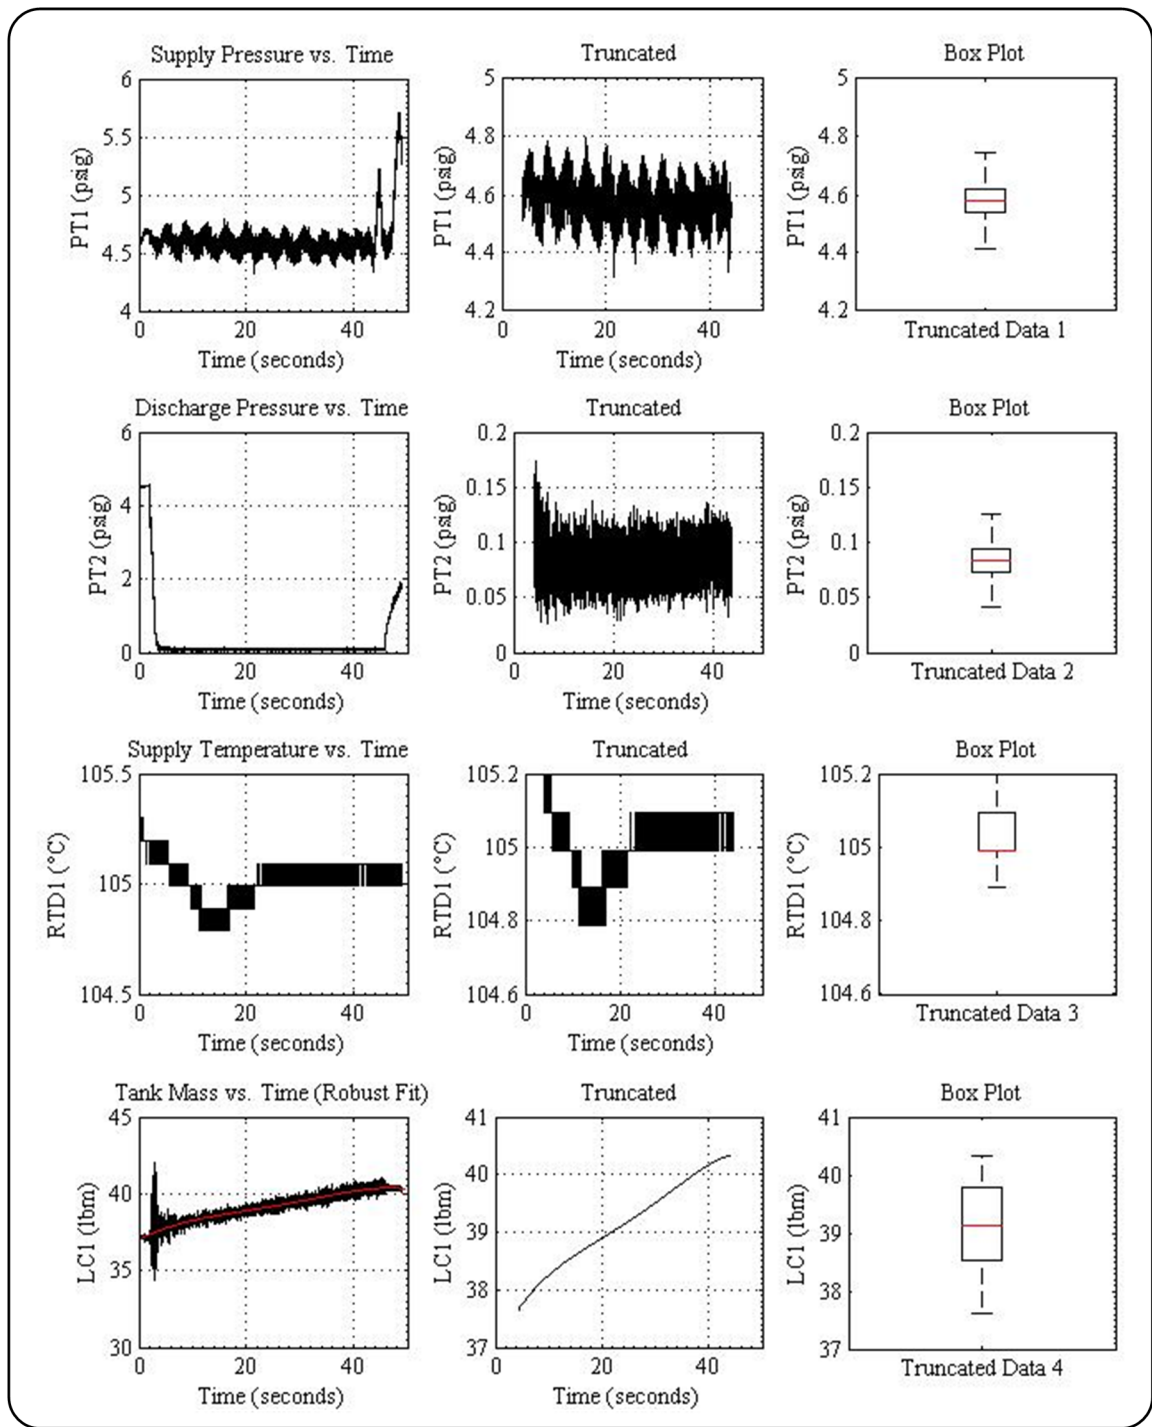 Supply Pressure vs. Time
6
5.5
5
4.5
4
PT1 (psig)
0 20 40
Time (seconds)
Truncated
5
4.8
4.6
4.4
4.2
PT1 (psig)
0 20 40
Time (seconds)
Box Plot
5
4.8
4.6
4.4
4.2
PT1 (psig)
Truncated Data 1
Discharge Pressure vs. Time
6
4
2
0
PT2 (psig)
0 20 40
Time (seconds)
Truncated
0.2
0.15
0.1
0.05
0
PT2 (psig)
0 20 40
Time (seconds)
Box Plot
0.2
0.15
0.1
0.05
0
PT2 (psig)
Truncated Data 2
Supply Temperature vs. Time
105.5
105
104.5
RTD1 (°C)
0 20 40
Time (seconds)
Truncated
105.2
105
104.8
104.6
RTD1 (°C)
0 20 40
Time (seconds)
Box Plot
105.2
105
104.8
104.6
RTD1 (°C)
Truncated Data 3
Tank Mass vs. Time (Robust Fit)
45
40
35
30
LC1 (lbm)
0 20 40
Time (seconds)
Truncated
41
40
39
38
37
LC1 (lbm)
0 20 40
Time (seconds)
Box Plot
41
40
39
38
37
LC1 (lbm)
Truncated Data 4